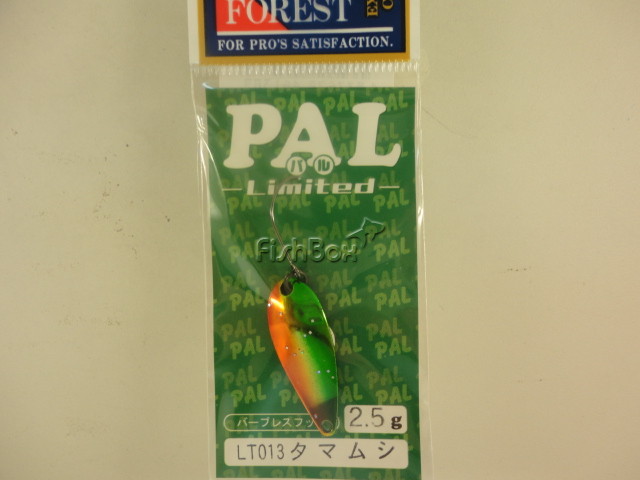 FOREST
FOR PRO'S SATISFACTION.
PAL
パル
Limited
FishBox
バーブレスフッ
2.5g
LT013タマムシ